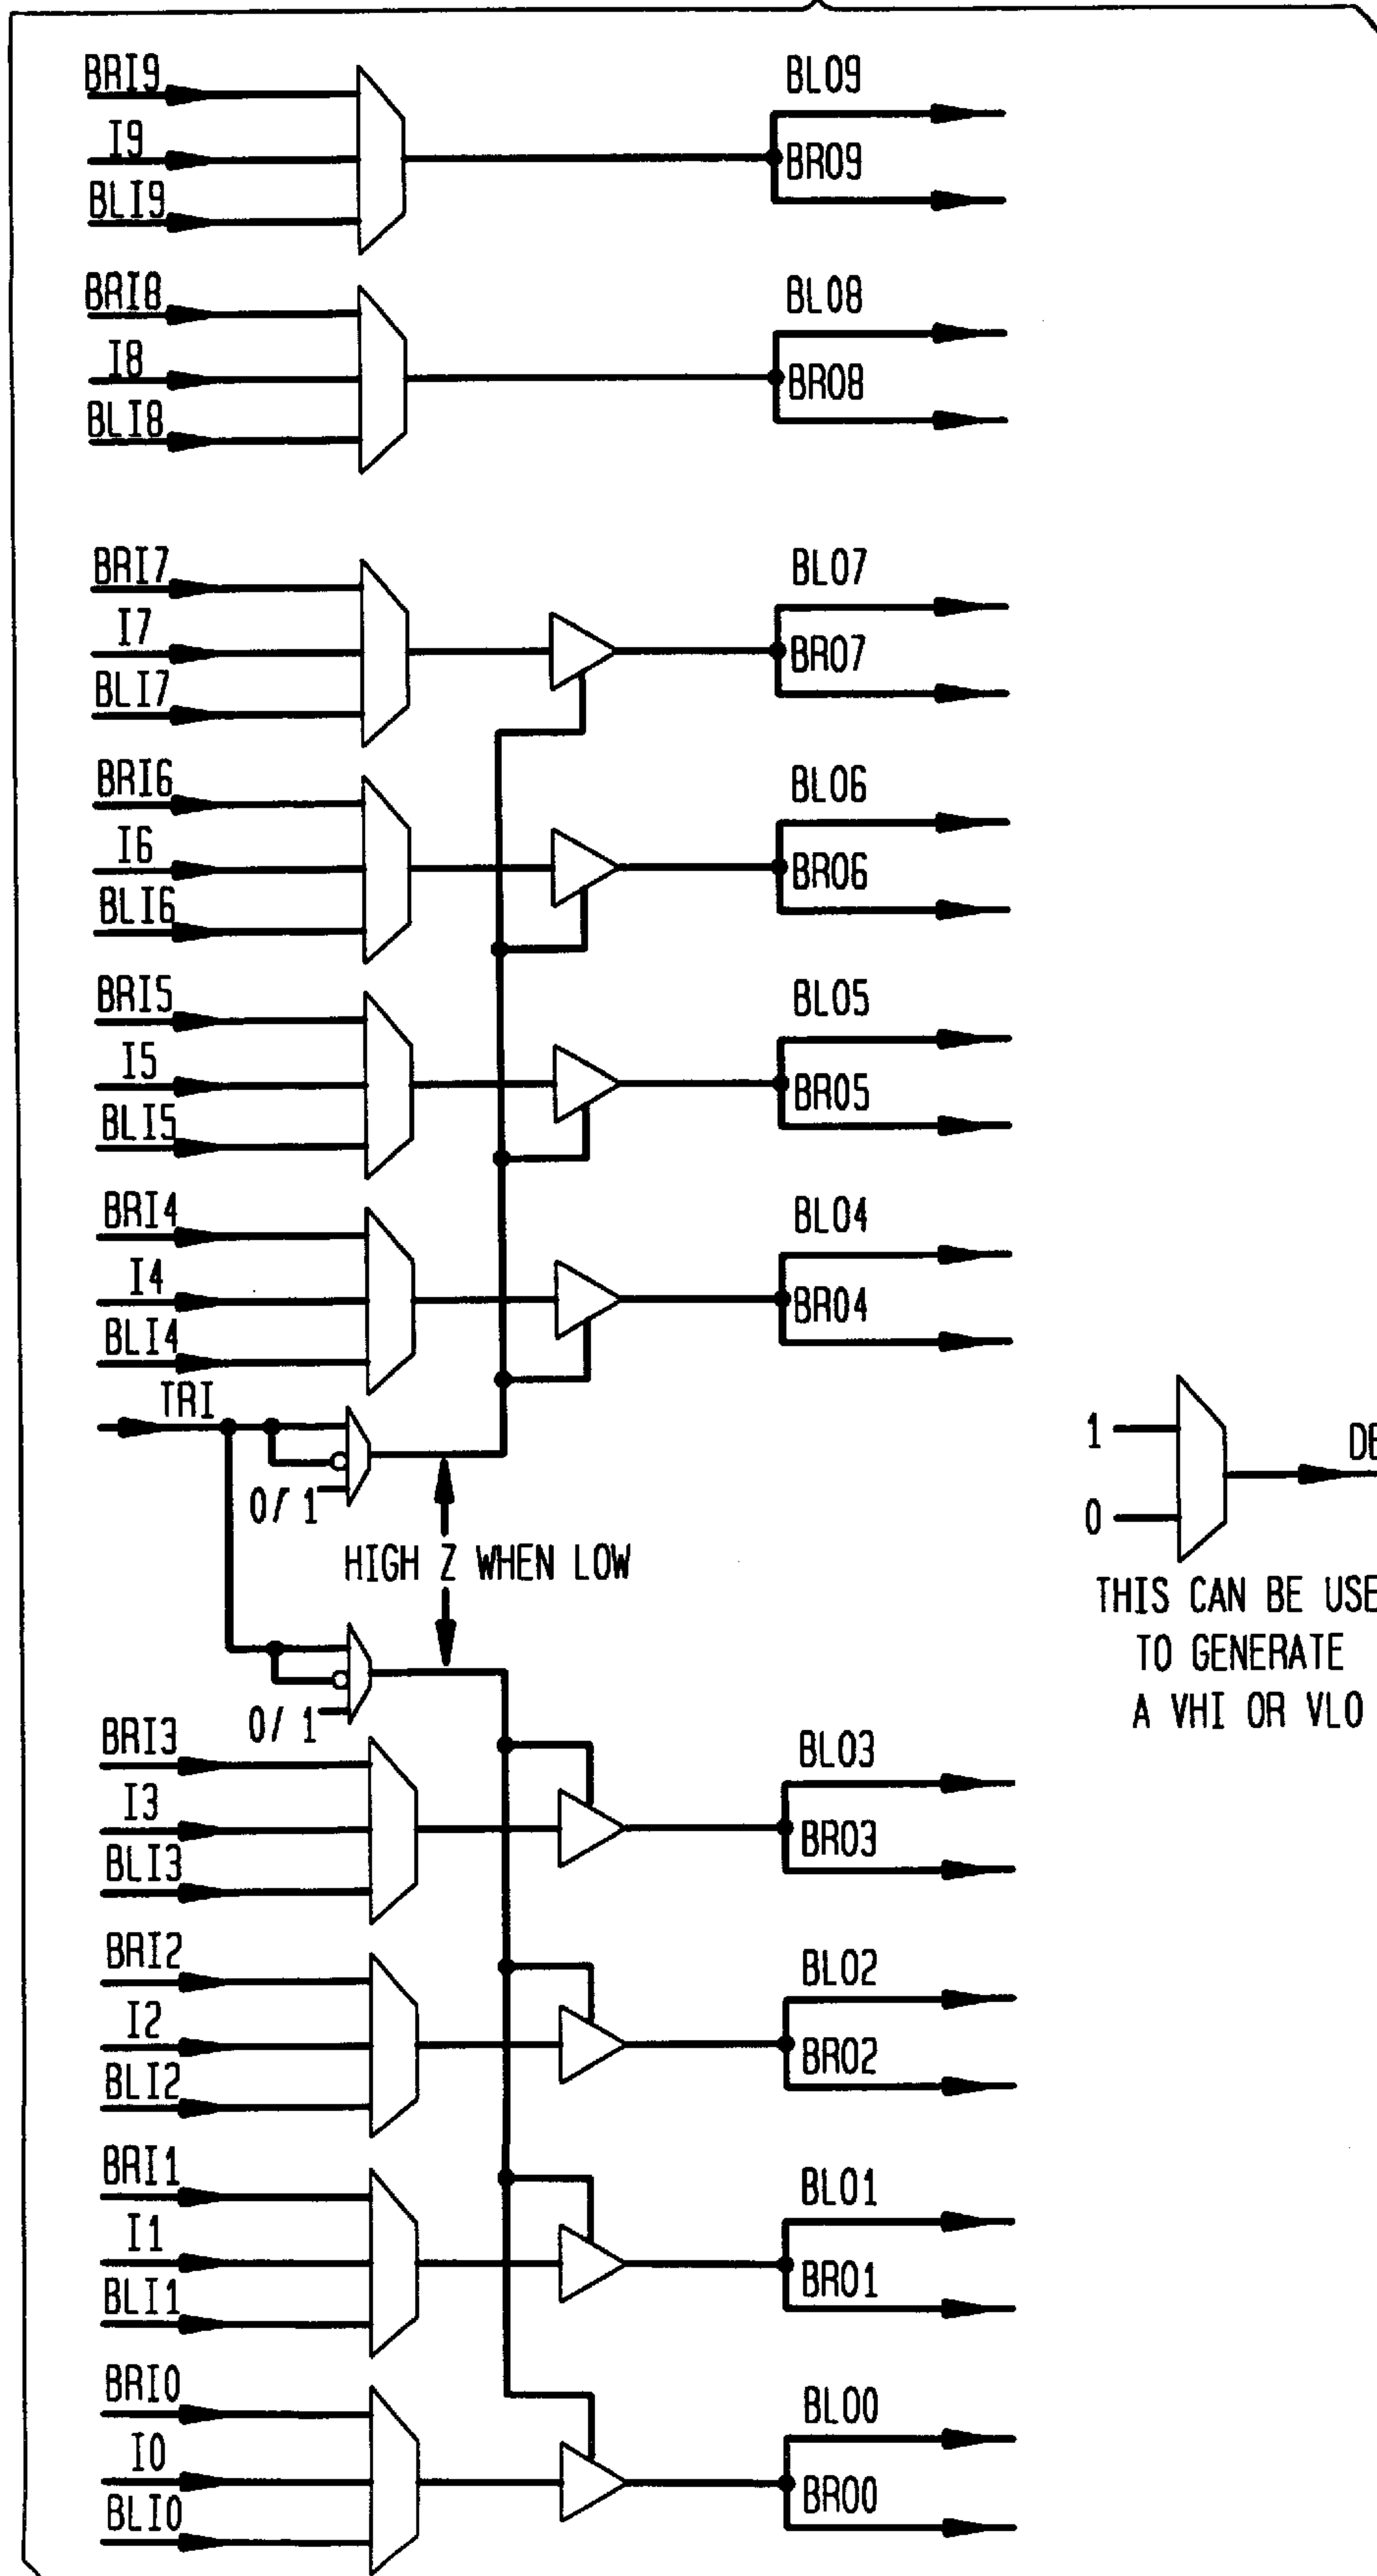 BRI9
BLO9
I9
BRO9
BLI9
BRI8
BLO8
I8
BRO8
BLI8
BRI7
BLO7
I7
BRO7
BLI7
BRI6
BLO6
I6
BRO6
BLI6
BRI5
BLO5
I5
BRO5
BLI5
BRI4
BLO4
I4
BRO4
BLI4
TRI
0/ 1
HIGH Z WHEN LOW
0/ 1
1
0
THIS CAN BE USE
TO GENERATE
A VHI OR VLO
BRI3
BLO3
I3
BRO3
BLI3
BRI2
BLO2
I2
BRO2
BLI2
BRI1
BLO1
I1
BRO1
BLI1
BRI0
BLO0
I0
BRO0
BLI0